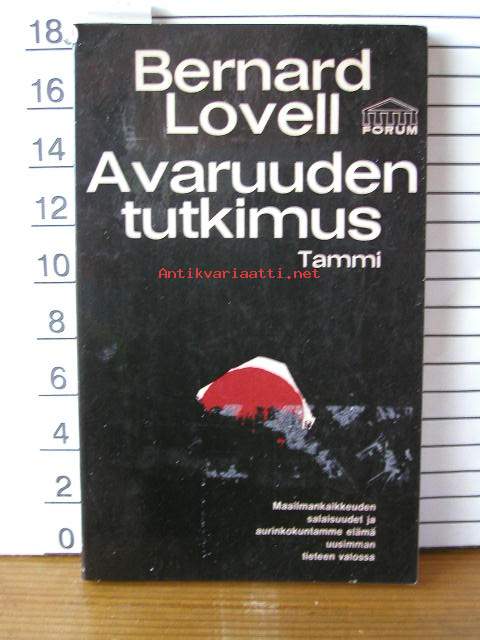 Bernard
Lovell
FORUM
Avaruuden
tutkimus
Tammi
Antikvariaatti.net
Maailmankaikkeuden
salaisuudet ja
aurinkokuntamme elämä
uusimman
tieteen valossa
18
16
14
12
10
8
6
4
2
0